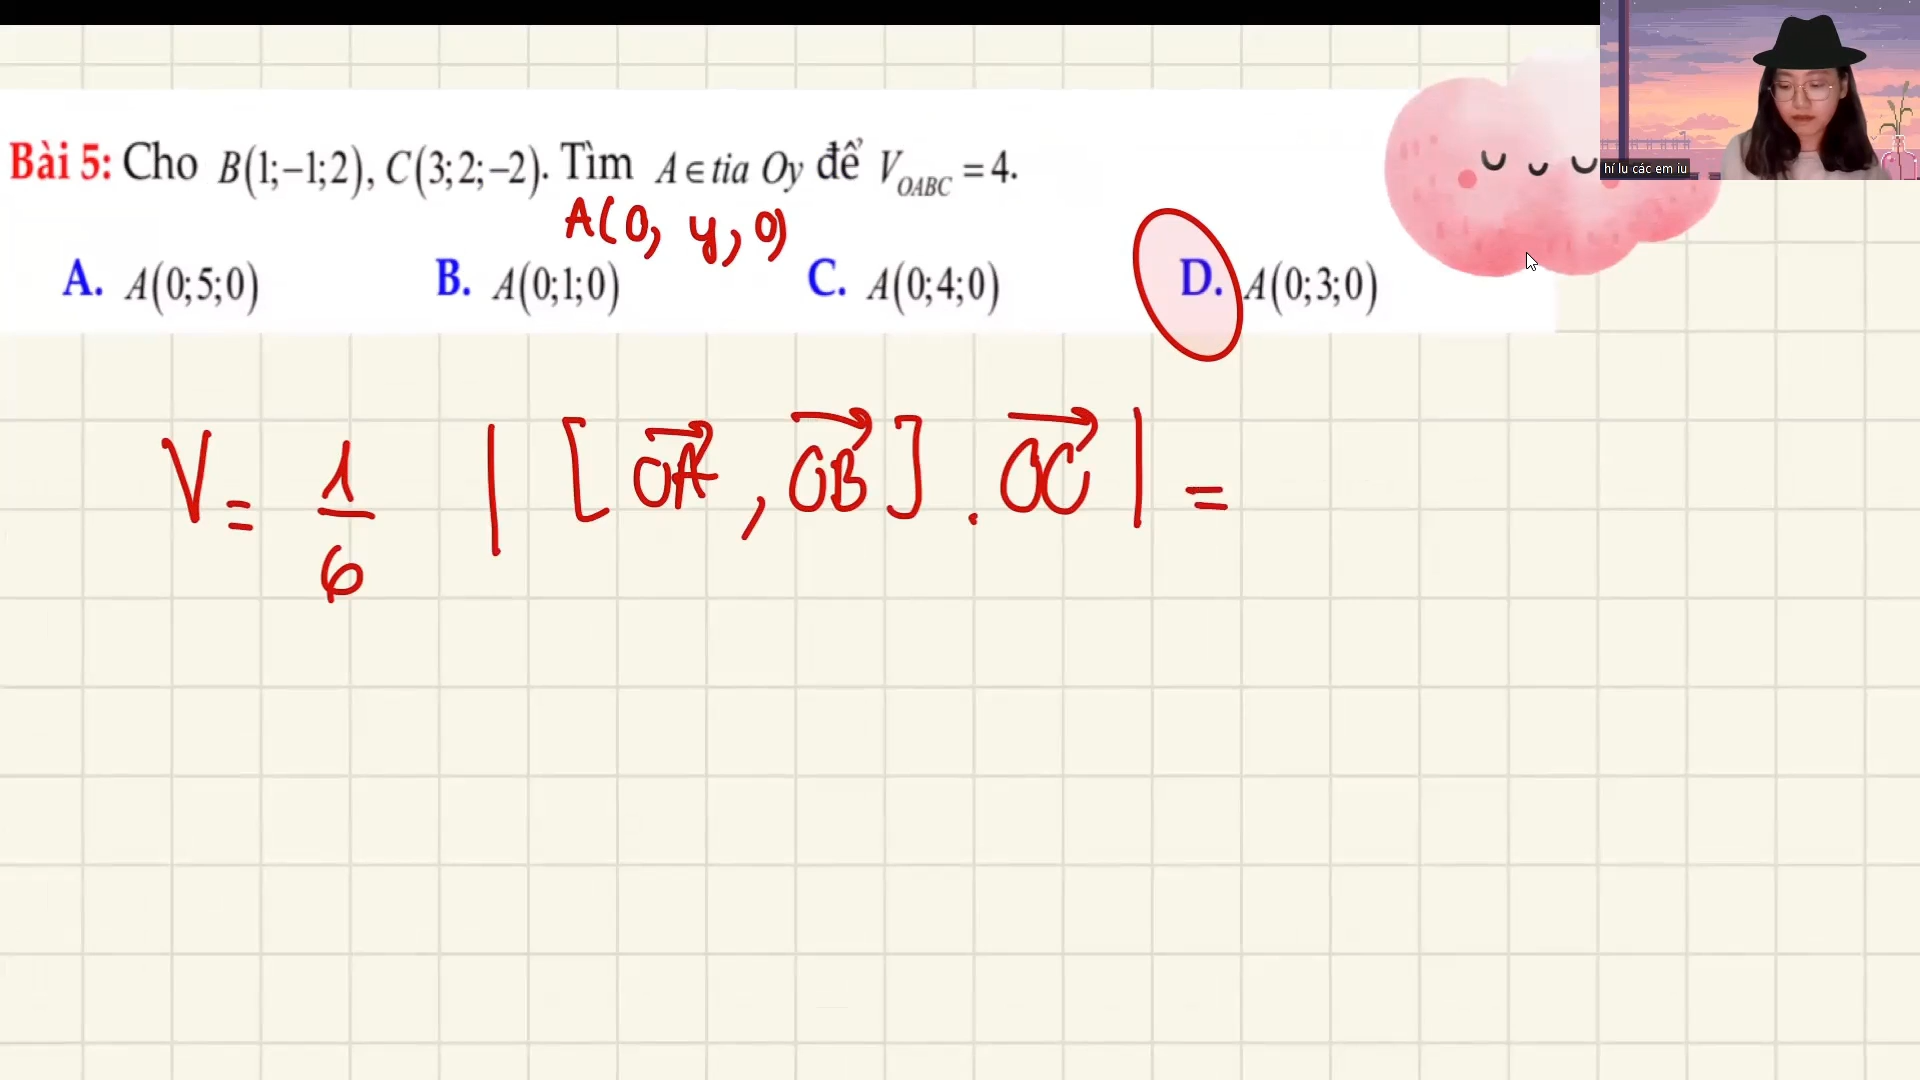 hí lu các em iu
Bài 5: Cho B(1;−1;2), C(3;2;−2). Tìm A∈tia Oy để V_OABC = 4.
A(0, y, 0)
A. A(0;5;0) B. A(0;1;0) C. A(0;4;0) D. A(0;3;0)
V = 1/6 | [OA⃗, OB⃗] . OC⃗ | =